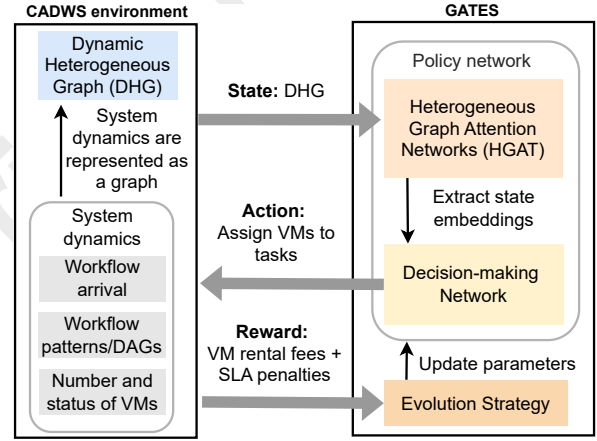 CADWS environment
Dynamic
Heterogeneous
Graph (DHG)
System
dynamics are
represented as
a graph
System
dynamics
Workflow
arrival
Workflow
patterns/DAGs
Number and
status of VMs
State: DHG
Action:
Assign VMs to
tasks
Reward:
VM rental fees +
SLA penalties
GATES
Policy network
Heterogeneous
Graph Attention
Networks (HGAT)
Extract state
embeddings
Decision-making
Network
Update parameters
Evolution Strategy